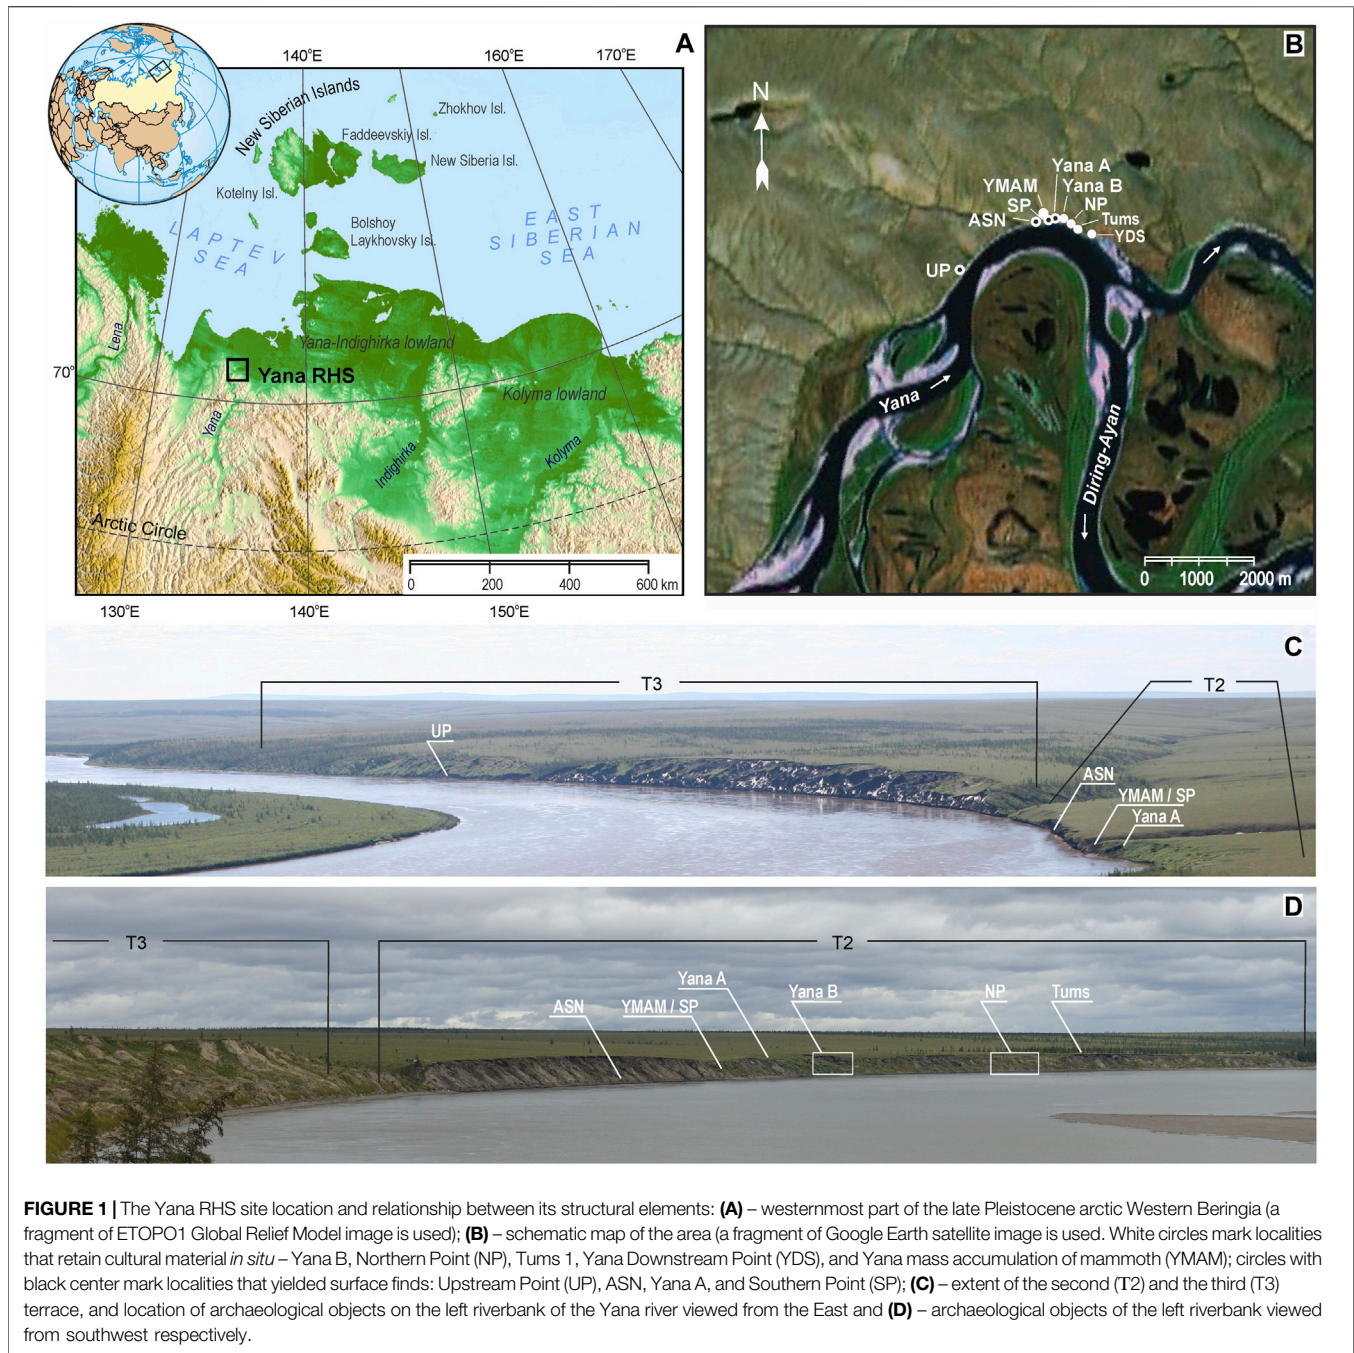 A
140°E
160°E
170°E
New Siberian Islands
Zhokhov Isl.
Faddeevskiy Isl.
New Siberia Isl.
Kotelny Isl.
Bolshoy
Laykhovsky Isl.
LAPTEV
SEA
EAST
SIBERIAN
SEA
Lena
Yana-Indighirka lowland
70°
Yana RHS
Kolyma lowland
Yana
Indighirka
Kolyma
Arctic Circle
0 200 400 600 km
130°E
140°E
150°E
B
N
Yana A
YMAM
Yana B
SP
NP
ASN
Tums
YDS
UP
Yana
Diring-Ayan
0 1000 2000 m
C
T3
T2
UP
ASN
YMAM / SP
Yana A
D
T3
T2
Yana A
ASN
YMAM / SP
Yana B
NP
Tums
FIGURE 1 | The Yana RHS site location and relationship between its structural elements: (A) – westernmost part of the late Pleistocene arctic Western Beringia (a
fragment of ETOPO1 Global Relief Model image is used); (B) – schematic map of the area (a fragment of Google Earth satellite image is used. White circles mark localities
that retain cultural material in situ – Yana B, Northern Point (NP), Tums 1, Yana Downstream Point (YDS), and Yana mass accumulation of mammoth (YMAM); circles with
black center mark localities that yielded surface finds: Upstream Point (UP), ASN, Yana A, and Southern Point (SP); (C) – extent of the second (T2) and the third (T3)
terrace, and location of archaeological objects on the left riverbank of the Yana river viewed from the East and (D) – archaeological objects of the left riverbank viewed
from southwest respectively.